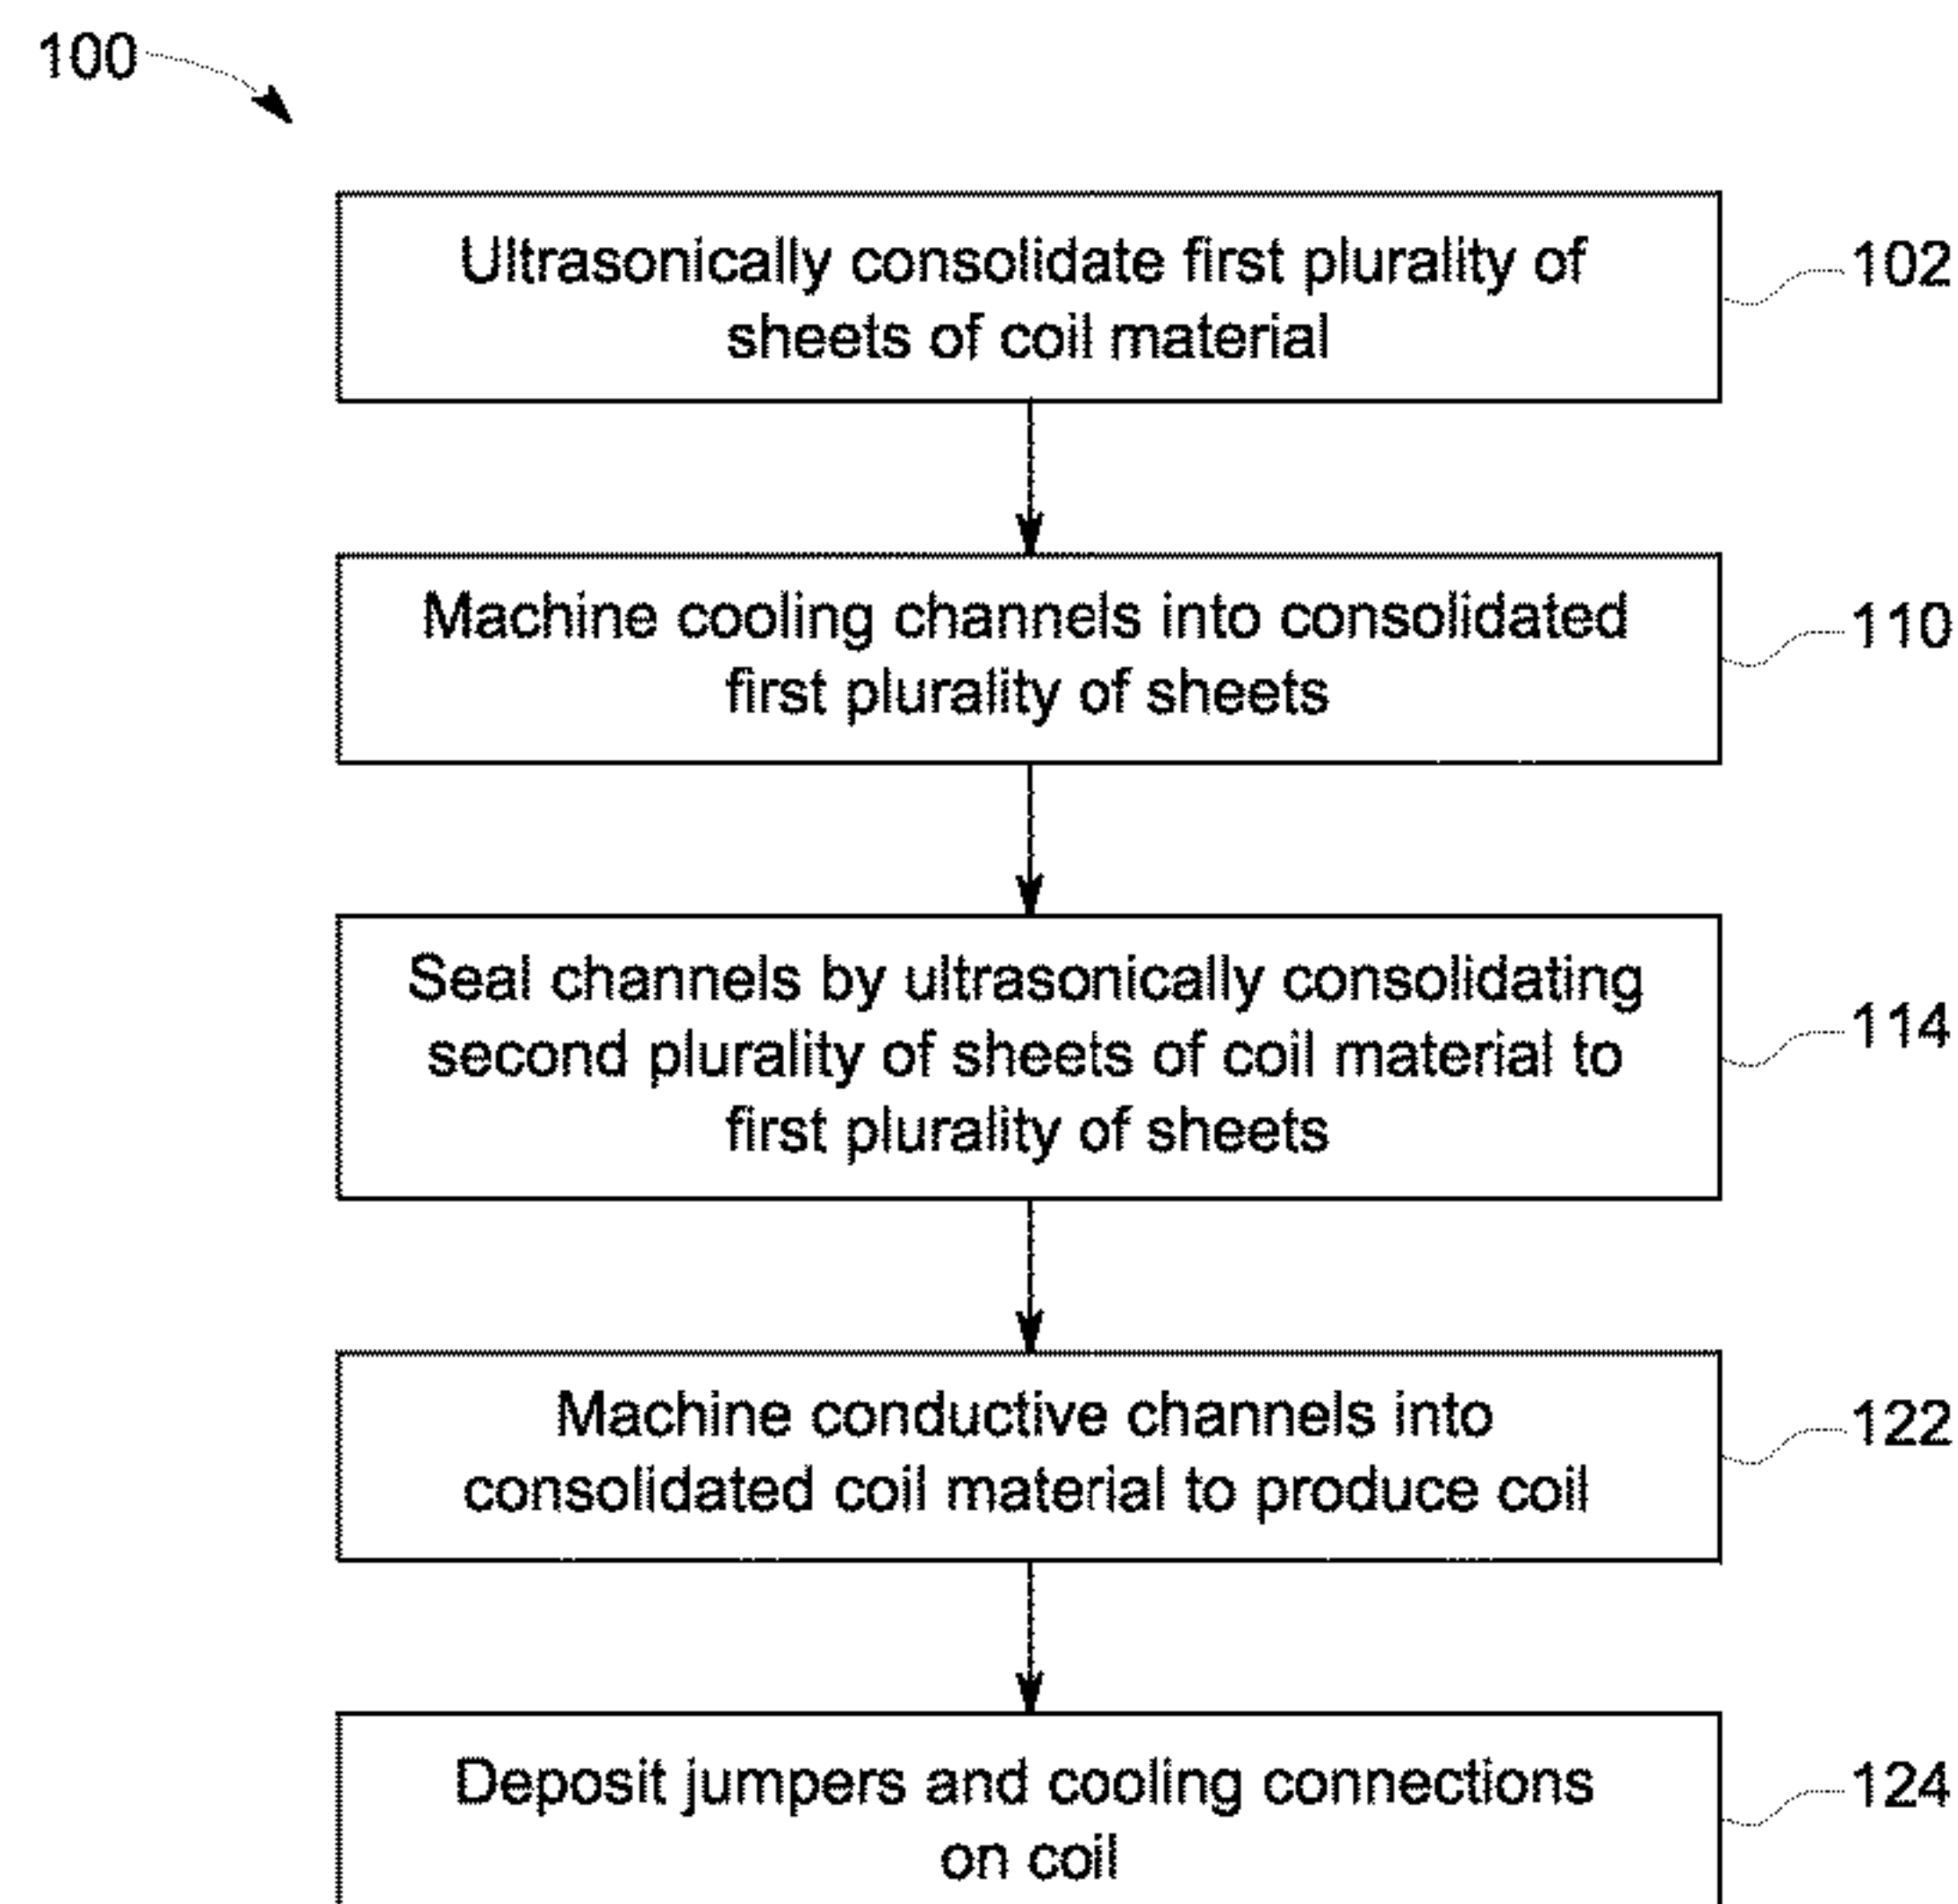 100
Ultrasonically consolidate first plurality of
sheets of coil material
102
Machine cooling channels into consolidated
first plurality of sheets
110
Seal channels by ultrasonically consolidating
second plurality of sheets of coil material to
first plurality of sheets
114
Machine conductive channels into
consolidated coil material to produce coil
122
Deposit jumpers and cooling connections
on coil
124